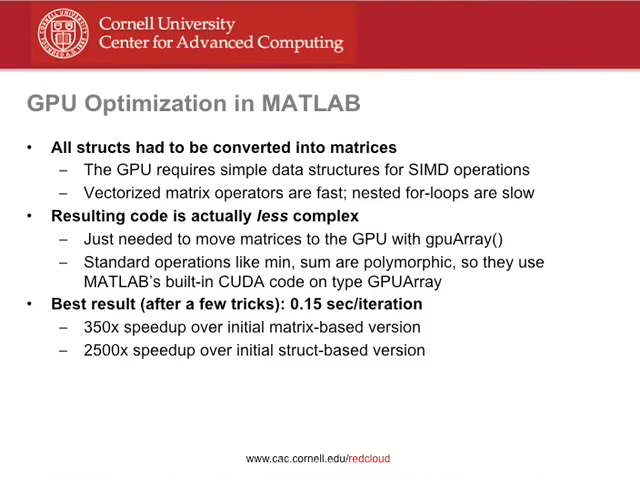 Cornell University
Center for Advanced Computing
GPU Optimization in MATLAB
• All structs had to be converted into matrices
– The GPU requires simple data structures for SIMD operations
– Vectorized matrix operators are fast; nested for-loops are slow
• Resulting code is actually less complex
– Just needed to move matrices to the GPU with gpuArray()
– Standard operations like min, sum are polymorphic, so they use
MATLAB's built-in CUDA code on type GPUArray
• Best result (after a few tricks): 0.15 sec/iteration
– 350x speedup over initial matrix-based version
– 2500x speedup over initial struct-based version
www.cac.cornell.edu/redcloud